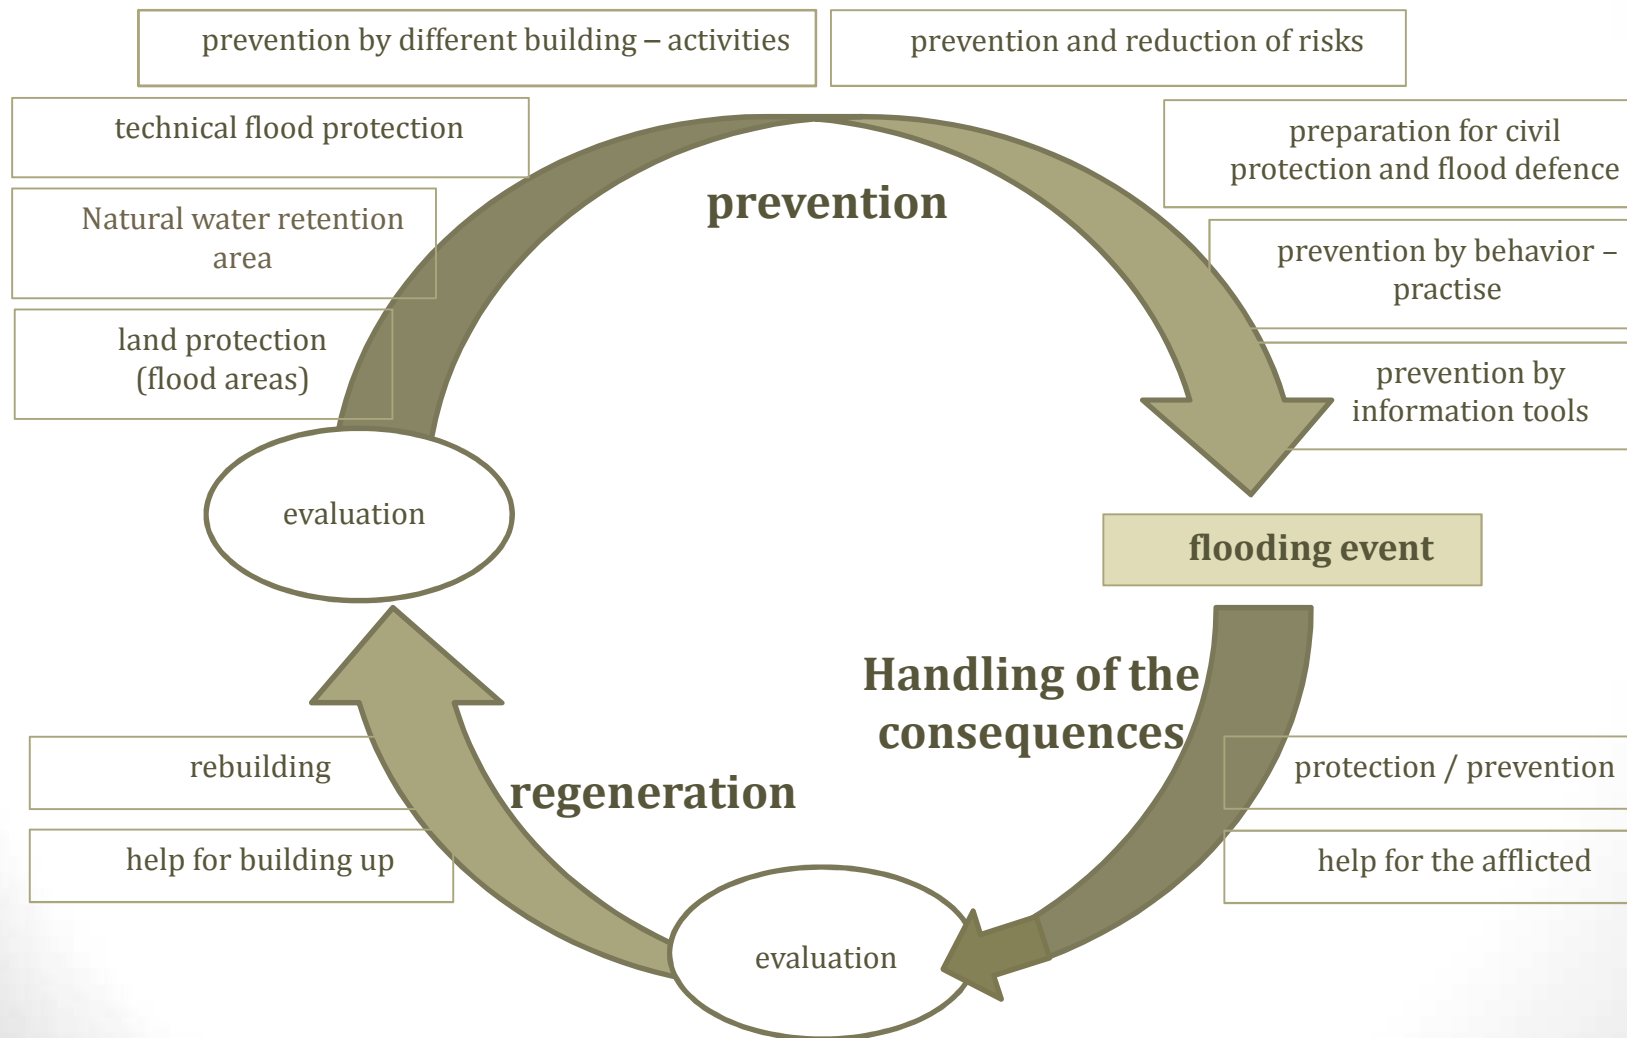 prevention by different building – activities
prevention and reduction of risks
technical flood protection
preparation for civil
protection and flood defence
prevention
Natural water retention
area
prevention by behavior –
practise
land protection
(flood areas)
prevention by
information tools
evaluation
flooding event
Handling of the
consequences
rebuilding
regeneration
protection / prevention
help for building up
help for the afflicted
evaluation